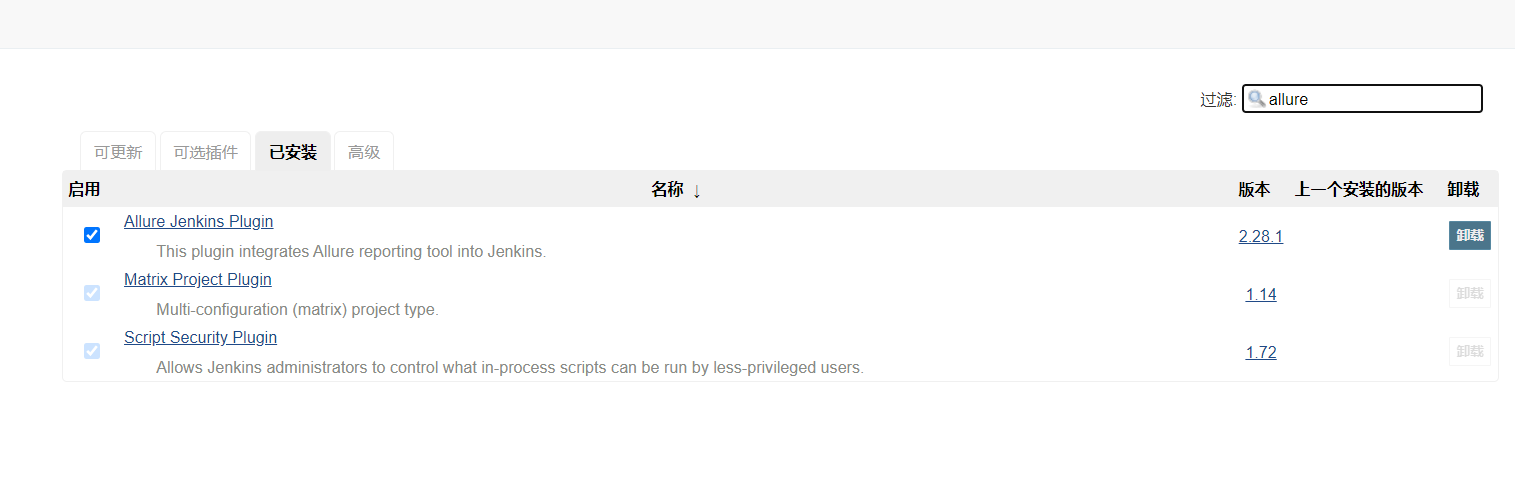 过滤: allure
可更新 可选插件 已安装 高级
启用 名称 ↓ 版本 上一个安装的版本 卸载
Allure Jenkins Plugin
This plugin integrates Allure reporting tool into Jenkins.
2.28.1 卸载
Matrix Project Plugin
Multi-configuration (matrix) project type.
1.14 卸载
Script Security Plugin
Allows Jenkins administrators to control what in-process scripts can be run by less-privileged users.
1.72 卸载